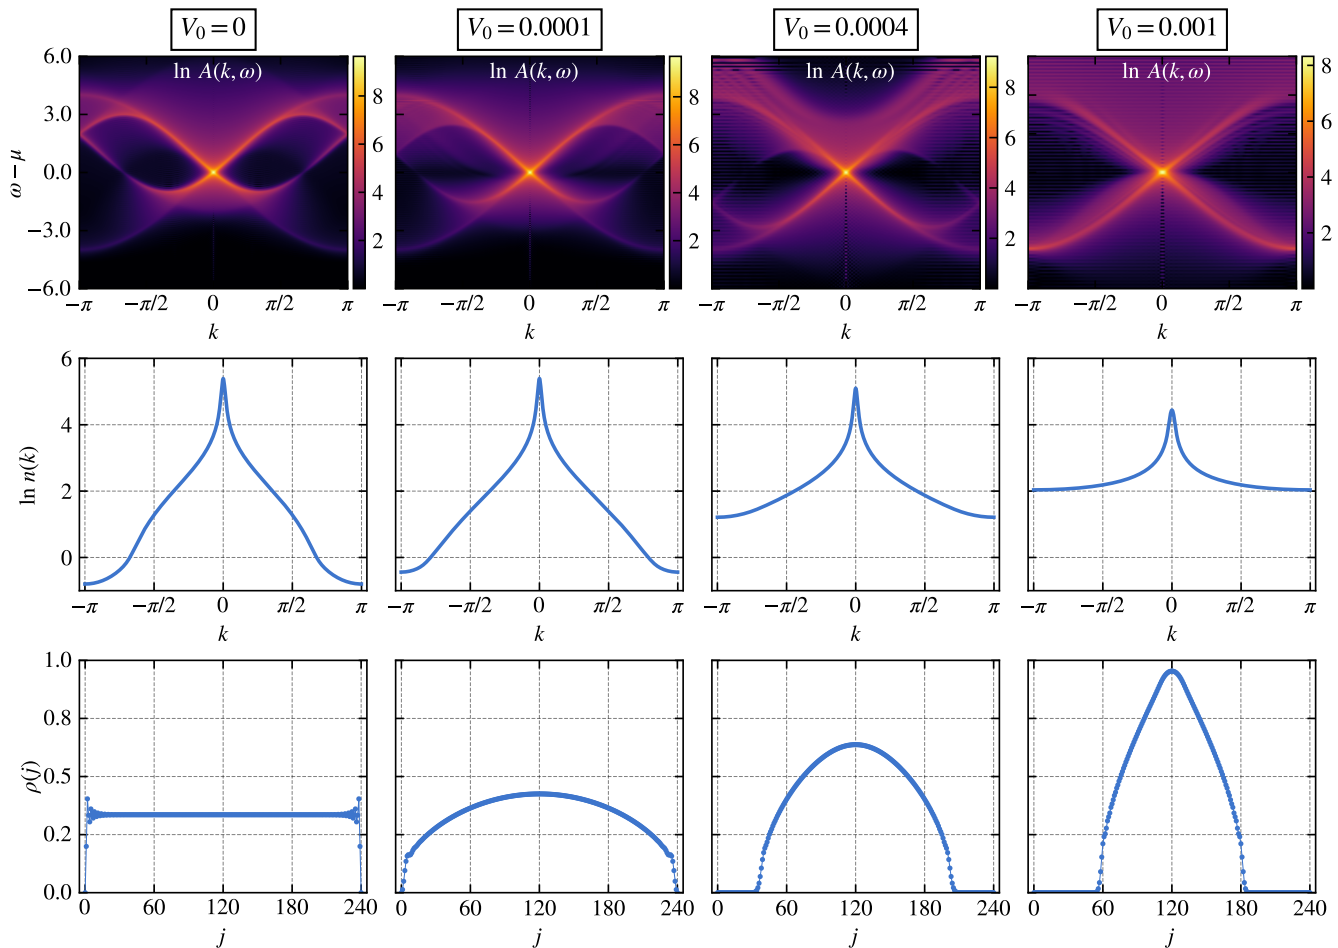 V₀ = 0
V₀ = 0.0001
V₀ = 0.0004
V₀ = 0.001
ln A(k, ω)
ln A(k, ω)
ln A(k, ω)
ln A(k, ω)
ω − μ
6.0
3.0
0.0
−3.0
−6.0
8
6
4
2
8
6
4
2
8
6
4
2
8
7
6
5
4
3
2
−π −π/2 0 π/2 π
−π −π/2 0 π/2 π
−π −π/2 0 π/2 π
−π −π/2 0 π/2 π
k
k
k
k
ln n(k)
6
4
2
0
−π −π/2 0 π/2 π
−π −π/2 0 π/2 π
−π −π/2 0 π/2 π
−π −π/2 0 π/2 π
k
k
k
k
ρ(j)
1.0
0.8
0.5
0.2
0.0
0 60 120 180 240
0 60 120 180 240
0 60 120 180 240
0 60 120 180 240
j
j
j
j